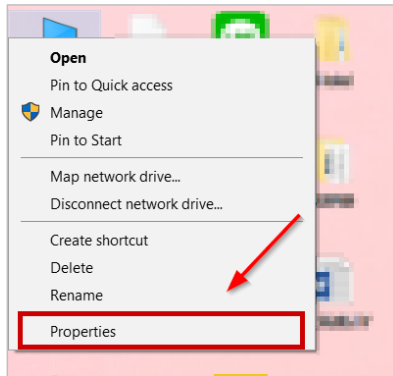 Open
Pin to Quick access
Manage
Pin to Start
Map network drive...
Disconnect network drive...
Create shortcut
Delete
Rename
Properties